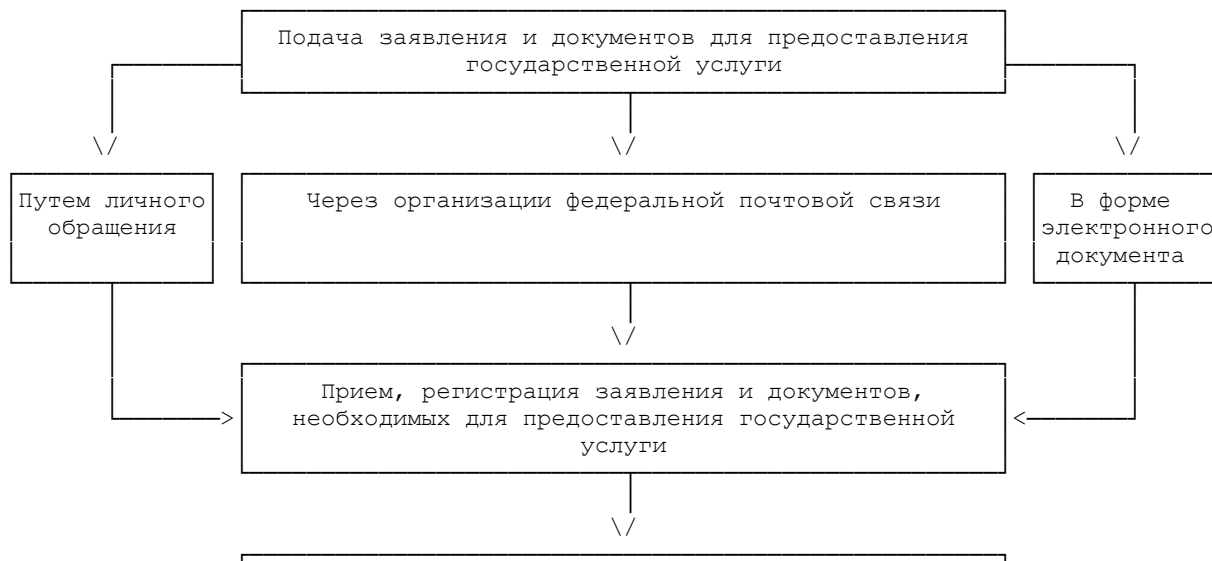 Подача заявления и документов для предоставления
государственной услуги
Путем личного
обращения
Через организации федеральной почтовой связи
В форме
электронного
документа
Прием, регистрация заявления и документов,
необходимых для предоставления государственной
услуги